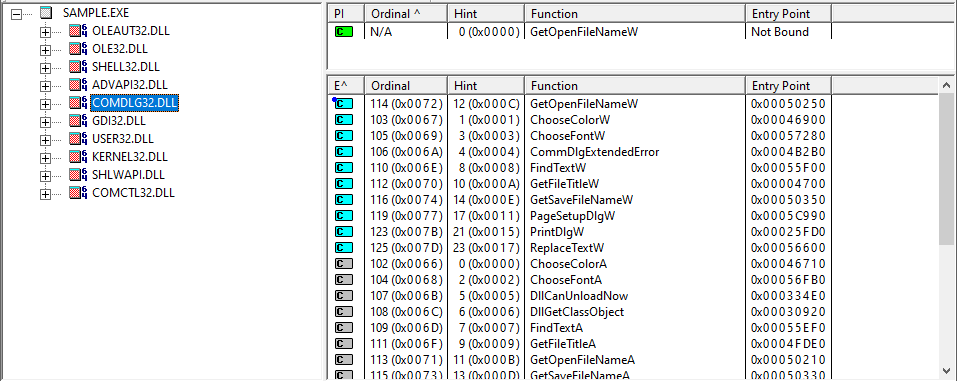 SAMPLE.EXE
OLEAUT32.DLL
OLE32.DLL
SHELL32.DLL
ADVAPI32.DLL
COMDLG32.DLL
GDI32.DLL
USER32.DLL
KERNEL32.DLL
SHLWAPI.DLL
COMCTL32.DLL
PI Ordinal ^ Hint Function Entry Point
C N/A 0 (0x0000) GetOpenFileNameW Not Bound
E^ Ordinal Hint Function Entry Point
C 114 (0x0072) 12 (0x000C) GetOpenFileNameW 0x00050250
C 103 (0x0067) 1 (0x0001) ChooseColorW 0x00046900
C 105 (0x0069) 3 (0x0003) ChooseFontW 0x00057280
C 106 (0x006A) 4 (0x0004) CommDlgExtendedError 0x0004B2B0
C 110 (0x006E) 8 (0x0008) FindTextW 0x00055F00
C 112 (0x0070) 10 (0x000A) GetFileTitleW 0x00004700
C 116 (0x0074) 14 (0x000E) GetSaveFileNameW 0x00050350
C 119 (0x0077) 17 (0x0011) PageSetupDlgW 0x0005C990
C 123 (0x007B) 21 (0x0015) PrintDlgW 0x00025FD0
C 125 (0x007D) 23 (0x0017) ReplaceTextW 0x00056600
C 102 (0x0066) 0 (0x0000) ChooseColorA 0x00046710
C 104 (0x0068) 2 (0x0002) ChooseFontA 0x00056FB0
C 107 (0x006B) 5 (0x0005) DllCanUnloadNow 0x000334E0
C 108 (0x006C) 6 (0x0006) DllGetClassObject 0x00030920
C 109 (0x006D) 7 (0x0007) FindTextA 0x00055EF0
C 111 (0x006F) 9 (0x0009) GetFileTitleA 0x0004FDE0
C 113 (0x0071) 11 (0x000B) GetOpenFileNameA 0x00050210
C 115 (0x0073) 13 (0x000D) GetSaveFileNameA 0x00050330